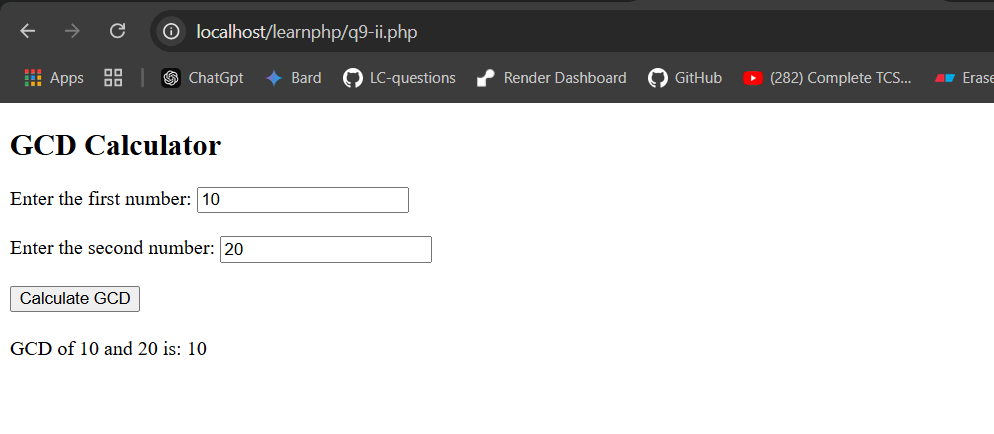 localhost/learnphp/q9-ii.php
Apps ChatGpt Bard LC-questions Render Dashboard GitHub (282) Complete TCS... Erase
GCD Calculator
Enter the first number: 10
Enter the second number: 20
Calculate GCD
GCD of 10 and 20 is: 10